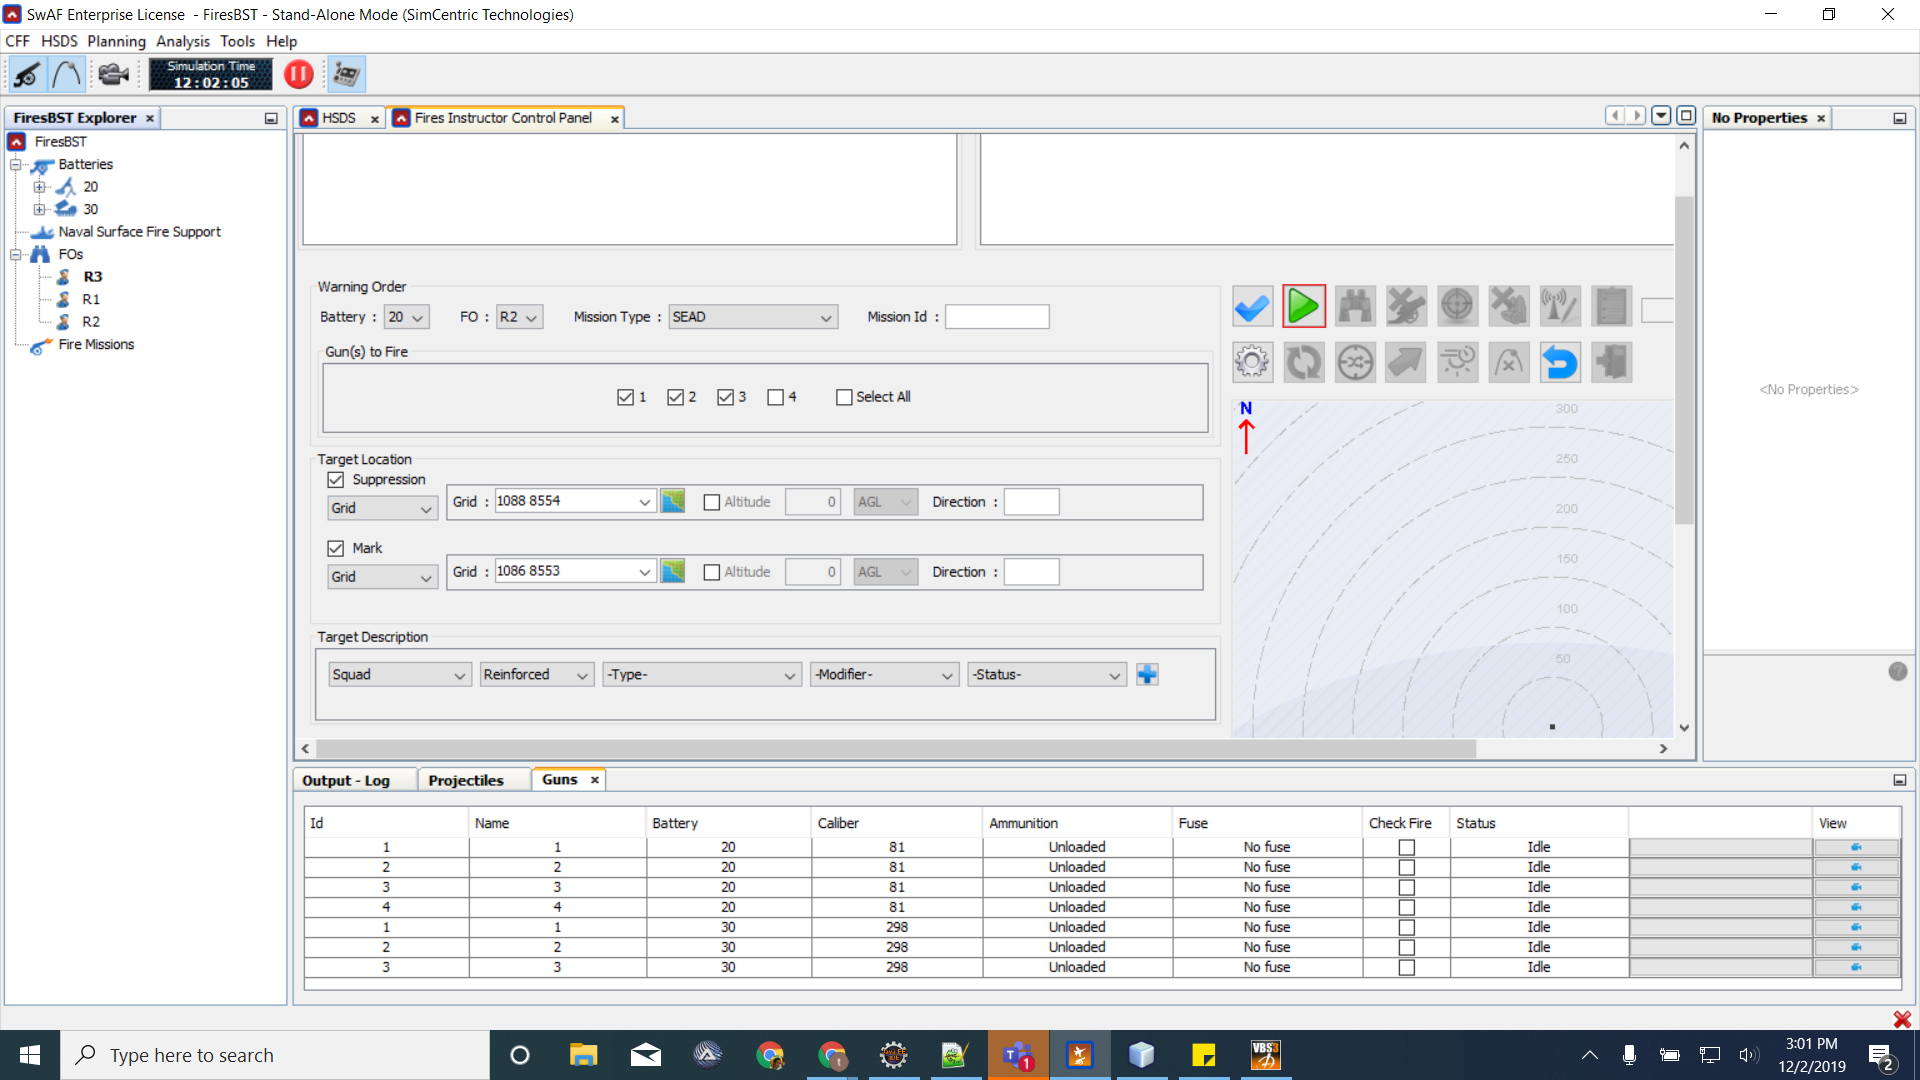 SwAF Enterprise License  - FiresBST - Stand-Alone Mode (SimCentric Technologies)
CFF HSDS Planning Analysis Tools Help
Simulation Time
12:02:05
FiresBST Explorer
HSDS
Fires Instructor Control Panel
No Properties
FiresBST
Batteries
20
30
Naval Surface Fire Support
FOs
R3
R1
R2
Fire Missions
Warning Order
Battery : 20 FO : R2 Mission Type : SEAD Mission Id :
Gun(s) to Fire
1 2 3 4 Select All
Target Location
Suppression
Grid Grid : 1088 8554 Altitude 0 AGL Direction :
Mark
Grid Grid : 1086 8553 Altitude 0 AGL Direction :
Target Description
Squad Reinforced -Type- -Modifier- -Status-
N
300
250
200
150
100
50
<No Properties>
?
Output - Log Projectiles Guns
Id Name Battery Caliber Ammunition Fuse Check Fire Status View
1 1 20 81 Unloaded No fuse Idle
2 2 20 81 Unloaded No fuse Idle
3 3 20 81 Unloaded No fuse Idle
4 4 20 81 Unloaded No fuse Idle
1 1 30 298 Unloaded No fuse Idle
2 2 30 298 Unloaded No fuse Idle
3 3 30 298 Unloaded No fuse Idle
Type here to search
1
VBS3
3:01 PM
12/2/2019
2